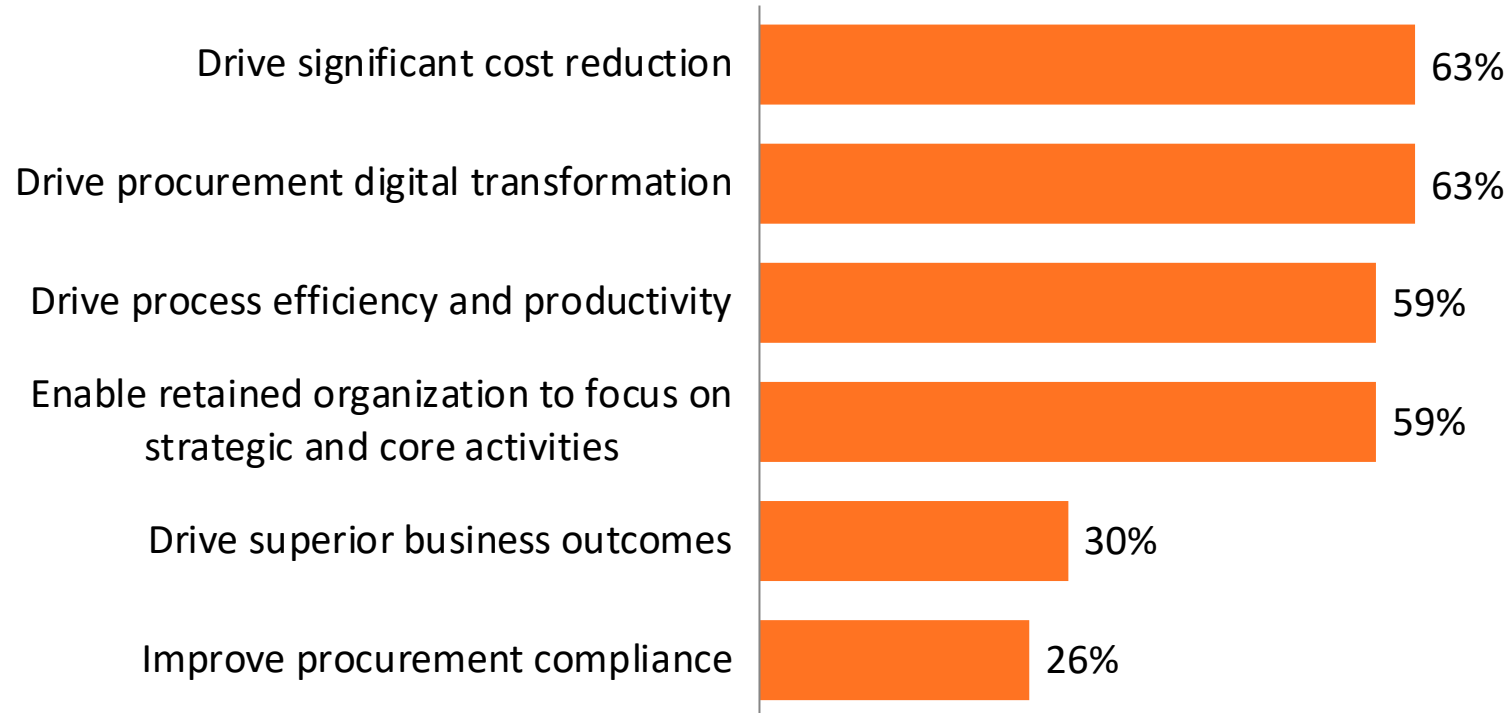 Drive significant cost reduction 63%
Drive procurement digital transformation 63%
Drive process efficiency and productivity 59%
Enable retained organization to focus on
strategic and core activities 59%
Drive superior business outcomes 30%
Improve procurement compliance 26%